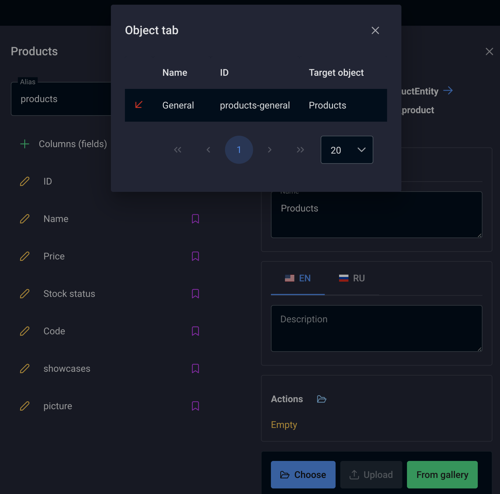 Object tab
Name ID Target object
General products-general Products
1
20
Products
Alias
products
Columns (fields)
ID
Name
Price
Stock status
Code
showcases
picture
uctEntity
product
Name
Products
EN RU
Description
Actions
Empty
Choose Upload From gallery